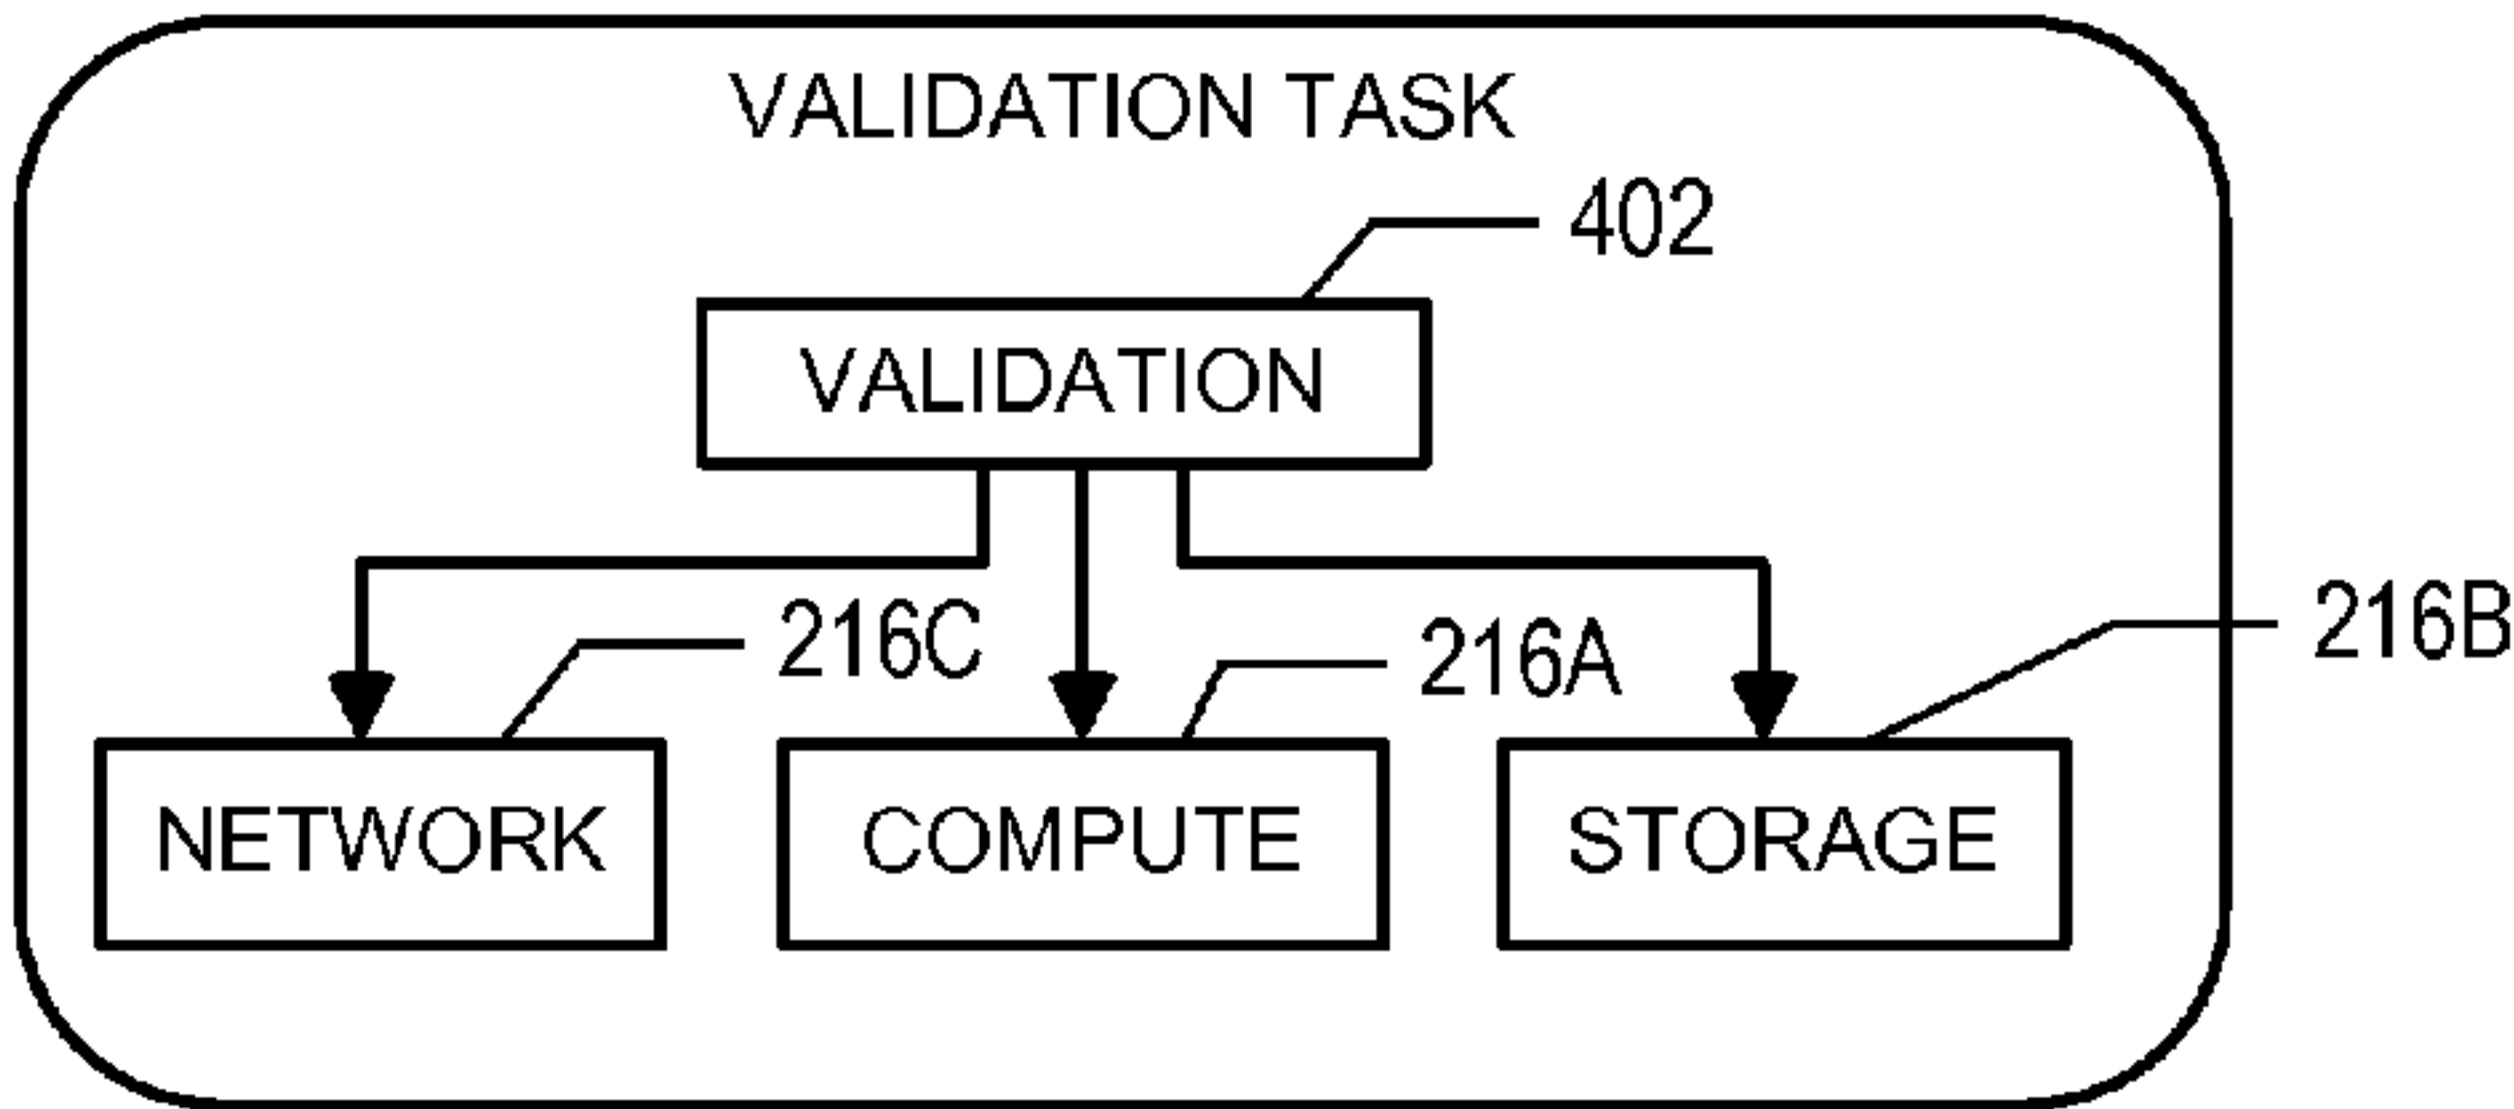 VALIDATION TASK
402
VALIDATION
216C
216A
216B
NETWORK
COMPUTE
STORAGE